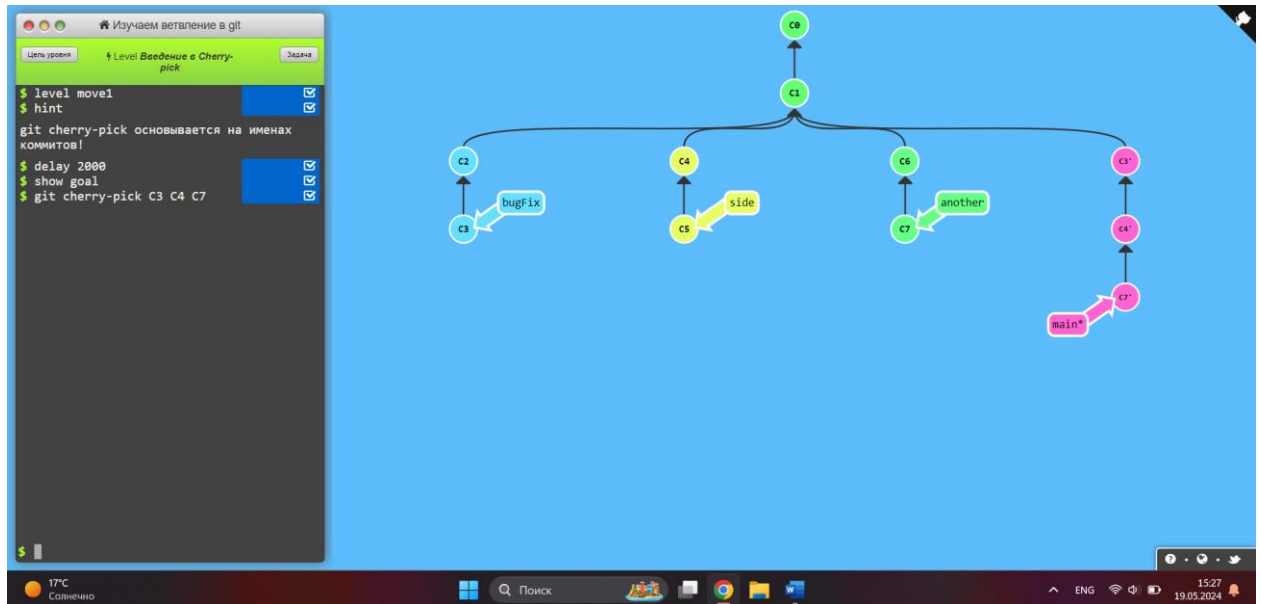 Изучаем ветвление в git
Цель уровня
Level Введение в Cherry-
pick
Задача
$ level move1
$ hint
git cherry-pick основывается на именах
коммитов!
$ delay 2000
$ show goal
$ git cherry-pick C3 C4 C7
$
C0
C1
C2
C4
C6
C3'
bugFix
side
another
C3
C5
C7
C4'
C7'
main*
17°C
Солнечно
Поиск
ENG
15:27
19.05.2024